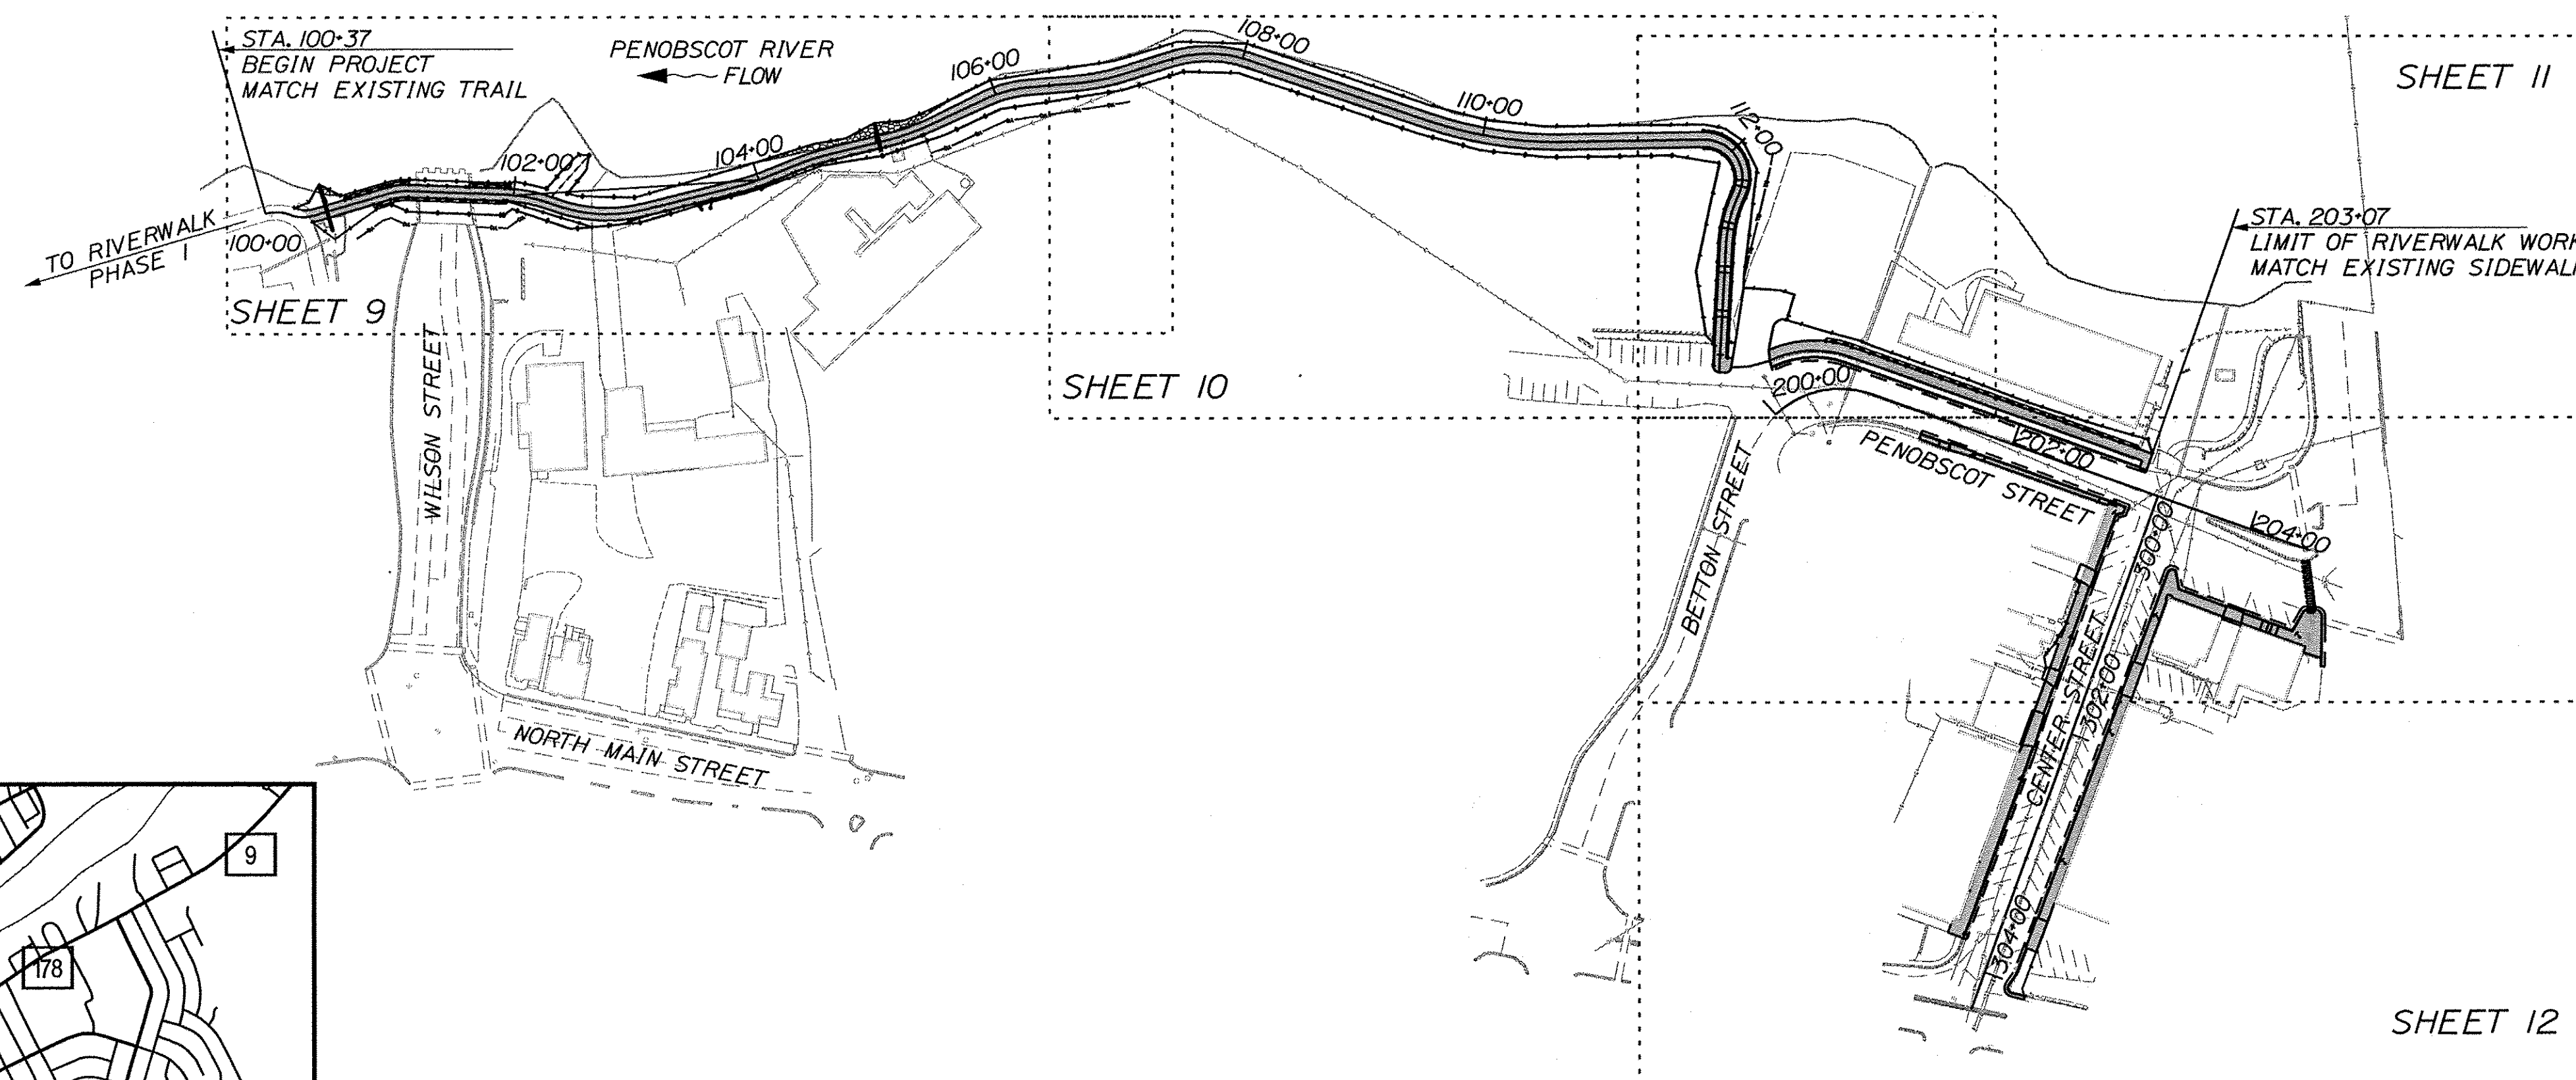 STA. 100+37
BEGIN PROJECT
MATCH EXISTING TRAIL
PENOBSCOT RIVER
FLOW
106+00
108+00
SHEET 11
110+00
112+00
102+00
104+00
STA. 203+07
LIMIT OF RIVERWALK WORK
MATCH EXISTING SIDEWAL
TO RIVERWALK
PHASE 1
100+00
SHEET 9
WILSON STREET
SHEET 10
200+00
202+00
PENOBSCOT STREET
BETTON STREET
204+00
300+00
CENTER STREET
302+00
304+00
NORTH MAIN STREET
9
178
SHEET 12